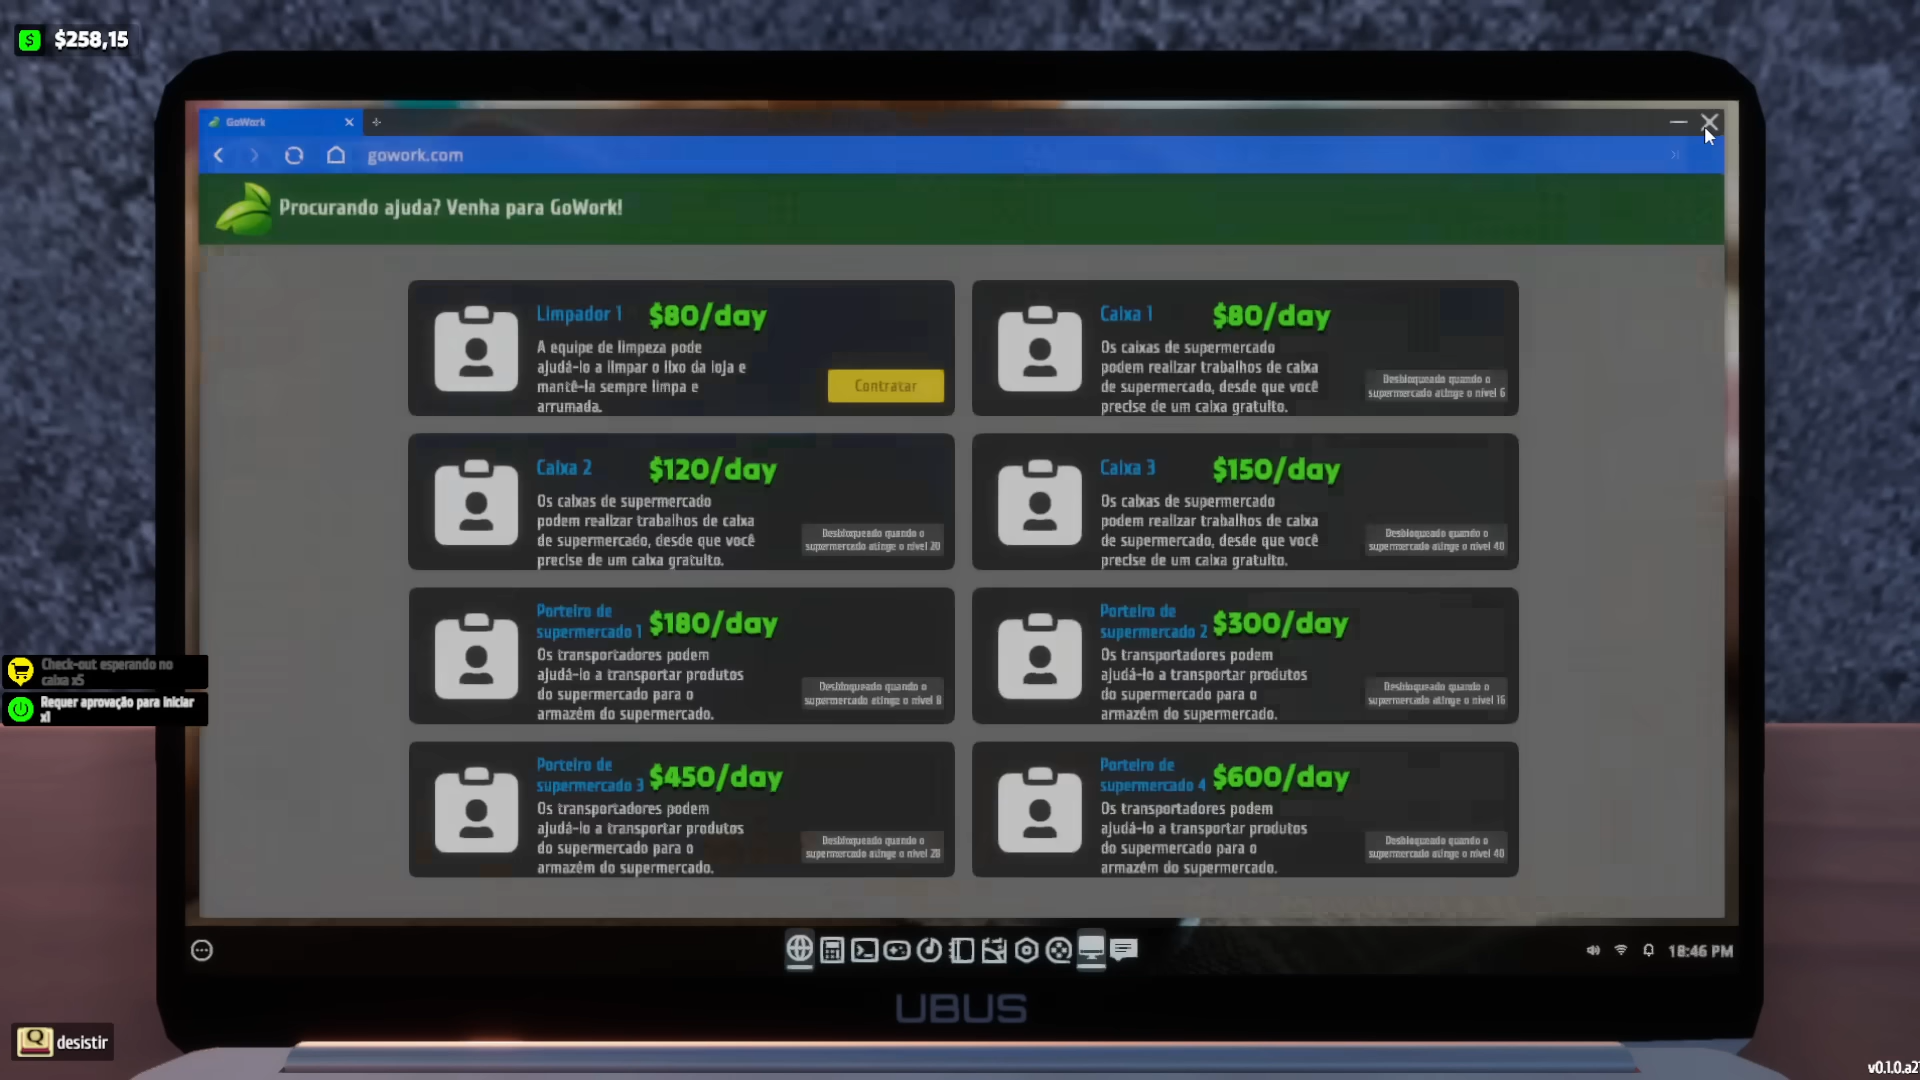 $258,15
GoWork
gowork.com
Procurando ajuda? Venha para GoWork!
Limpador 1 $80/day
A equipe de limpeza pode
ajudá-lo a limpar o lixo da loja e
mantê-la sempre limpa e
arrumada.
Contratar
Caixa 1 $80/day
Os caixas de supermercado
podem realizar trabalhos de caixa
de supermercado, desde que você
precise de um caixa gratuito.
Desbloqueado quando o
supermercado atinge o nível 6
Caixa 2 $120/day
Os caixas de supermercado
podem realizar trabalhos de caixa
de supermercado, desde que você
precise de um caixa gratuito.
Desbloqueado quando o
supermercado atinge o nível 20
Caixa 3 $150/day
Os caixas de supermercado
podem realizar trabalhos de caixa
de supermercado, desde que você
precise de um caixa gratuito.
Desbloqueado quando o
supermercado atinge o nível 40
Porteiro de
supermercado 1 $180/day
Os transportadores podem
ajudá-lo a transportar produtos
do supermercado para o
armazém do supermercado.
Desbloqueado quando o
supermercado atinge o nível 8
Porteiro de
supermercado 2 $300/day
Os transportadores podem
ajudá-lo a transportar produtos
do supermercado para o
armazém do supermercado.
Desbloqueado quando o
supermercado atinge o nível 16
Porteiro de
supermercado 3 $450/day
Os transportadores podem
ajudá-lo a transportar produtos
do supermercado para o
armazém do supermercado.
Desbloqueado quando o
supermercado atinge o nível 28
Porteiro de
supermercado 4 $600/day
Os transportadores podem
ajudá-lo a transportar produtos
do supermercado para o
armazém do supermercado.
Desbloqueado quando o
supermercado atinge o nível 40
Check-out esperando no
caixa x5
Requer aprovação para iniciar
x1
18:46 PM
UBUS
Q desistir
v0.1.0.a2